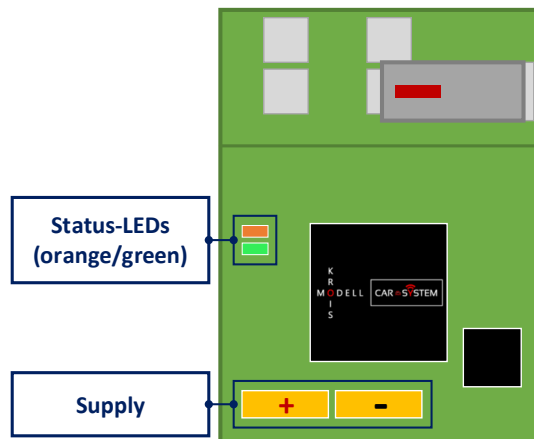 Status-LEDs
(orange/green)
KROIS
MODELL
CAR e-SYSTEM
Supply
+ -